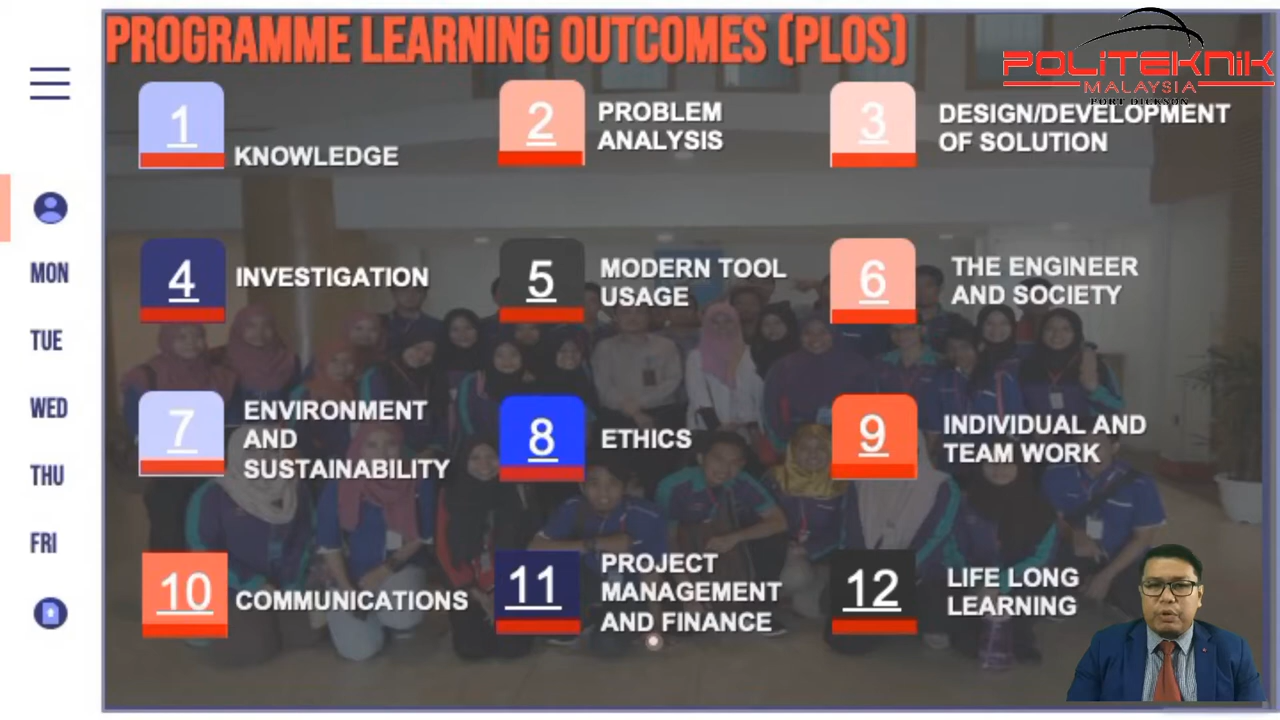 PROGRAMME LEARNING OUTCOMES (PLOS)
POLITEKNIK
MALAYSIA
PORT DICKSON
1
KNOWLEDGE
2
PROBLEM
ANALYSIS
3
DESIGN/DEVELOPMENT
OF SOLUTION
4
INVESTIGATION
5
MODERN TOOL
USAGE
6
THE ENGINEER
AND SOCIETY
7
ENVIRONMENT
AND
SUSTAINABILITY
8
ETHICS
9
INDIVIDUAL AND
TEAM WORK
10
COMMUNICATIONS
11
PROJECT
MANAGEMENT
AND FINANCE
12
LIFE LONG
LEARNING
MON
TUE
WED
THU
FRI